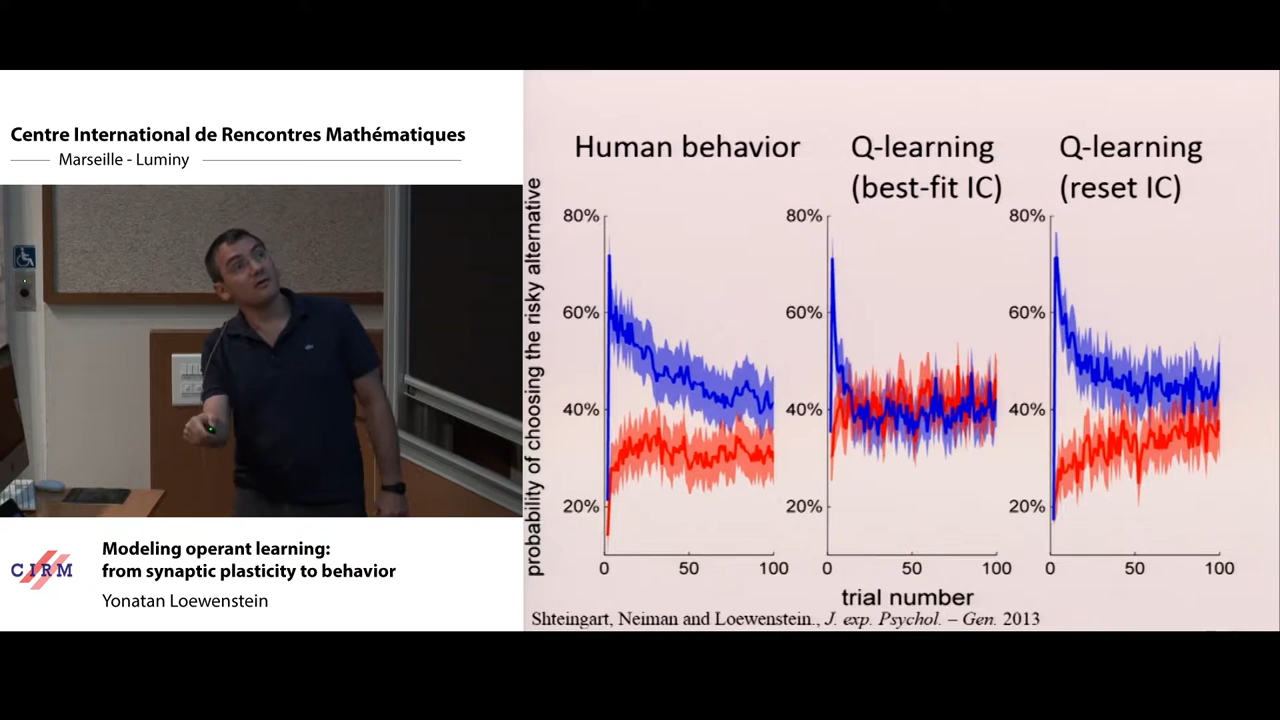 Centre International de Rencontres Mathématiques
Marseille - Luminy
CIRM
Modeling operant learning:
from synaptic plasticity to behavior
Yonatan Loewenstein
probability of choosing the risky alternative
Human behavior
80%
60%
40%
20%
0 50 100
Q-learning
(best-fit IC)
80%
60%
40%
20%
0 50 100
Q-learning
(reset IC)
80%
60%
40%
20%
0 50 100
trial number
Shteingart, Neiman and Loewenstein., J. exp. Psychol. – Gen. 2013